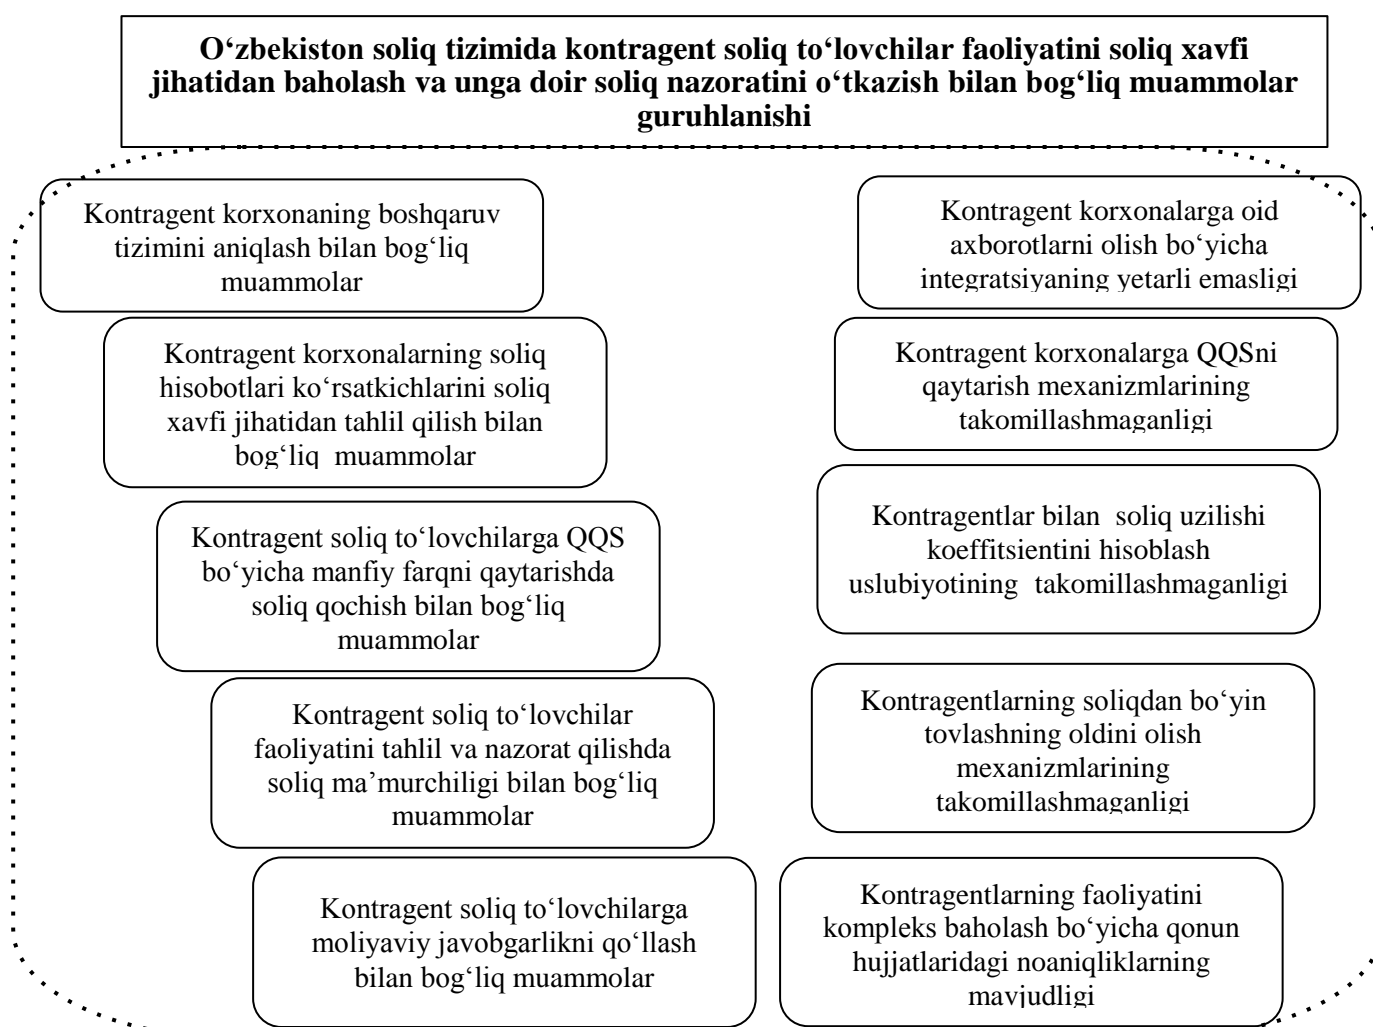 O‘zbekiston soliq tizimida kontragent soliq to‘lovchilar faoliyatini soliq xavfi
jihatidan baholash va unga doir soliq nazoratini o‘tkazish bilan bog‘liq muammolar
guruhlanishi
Kontragent korxonaning boshqaruv
tizimini aniqlash bilan bog‘liq
muammolar
Kontragent korxonalarning soliq
hisobotlari ko‘rsatkichlarini soliq
xavfi jihatidan tahlil qilish bilan
bog‘liq muammolar
Kontragent soliq to‘lovchilarga QQS
bo‘yicha manfiy farqni qaytarishda
soliq qochish bilan bog‘liq
muammolar
Kontragent soliq to‘lovchilar
faoliyatini tahlil va nazorat qilishda
soliq ma’murchiligi bilan bog‘liq
muammolar
Kontragent soliq to‘lovchilarga
moliyaviy javobgarlikni qo‘llash
bilan bog‘liq muammolar
Kontragent korxonalarga oid
axborotlarni olish bo‘yicha
integratsiyaning yetarli emasligi
Kontragent korxonalarga QQSni
qaytarish mexanizmlarining
takomillashmaganligi
Kontragentlar bilan soliq uzilishi
koeffitsientini hisoblash
uslubiyotining takomillashmaganligi
Kontragentlarning soliqdan bo‘yin
tovlashning oldini olish
mexanizmlarining
takomillashmaganligi
Kontragentlarning faoliyatini
kompleks baholash bo‘yicha qonun
hujjatlaridagi noaniqliklarning
mavjudligi